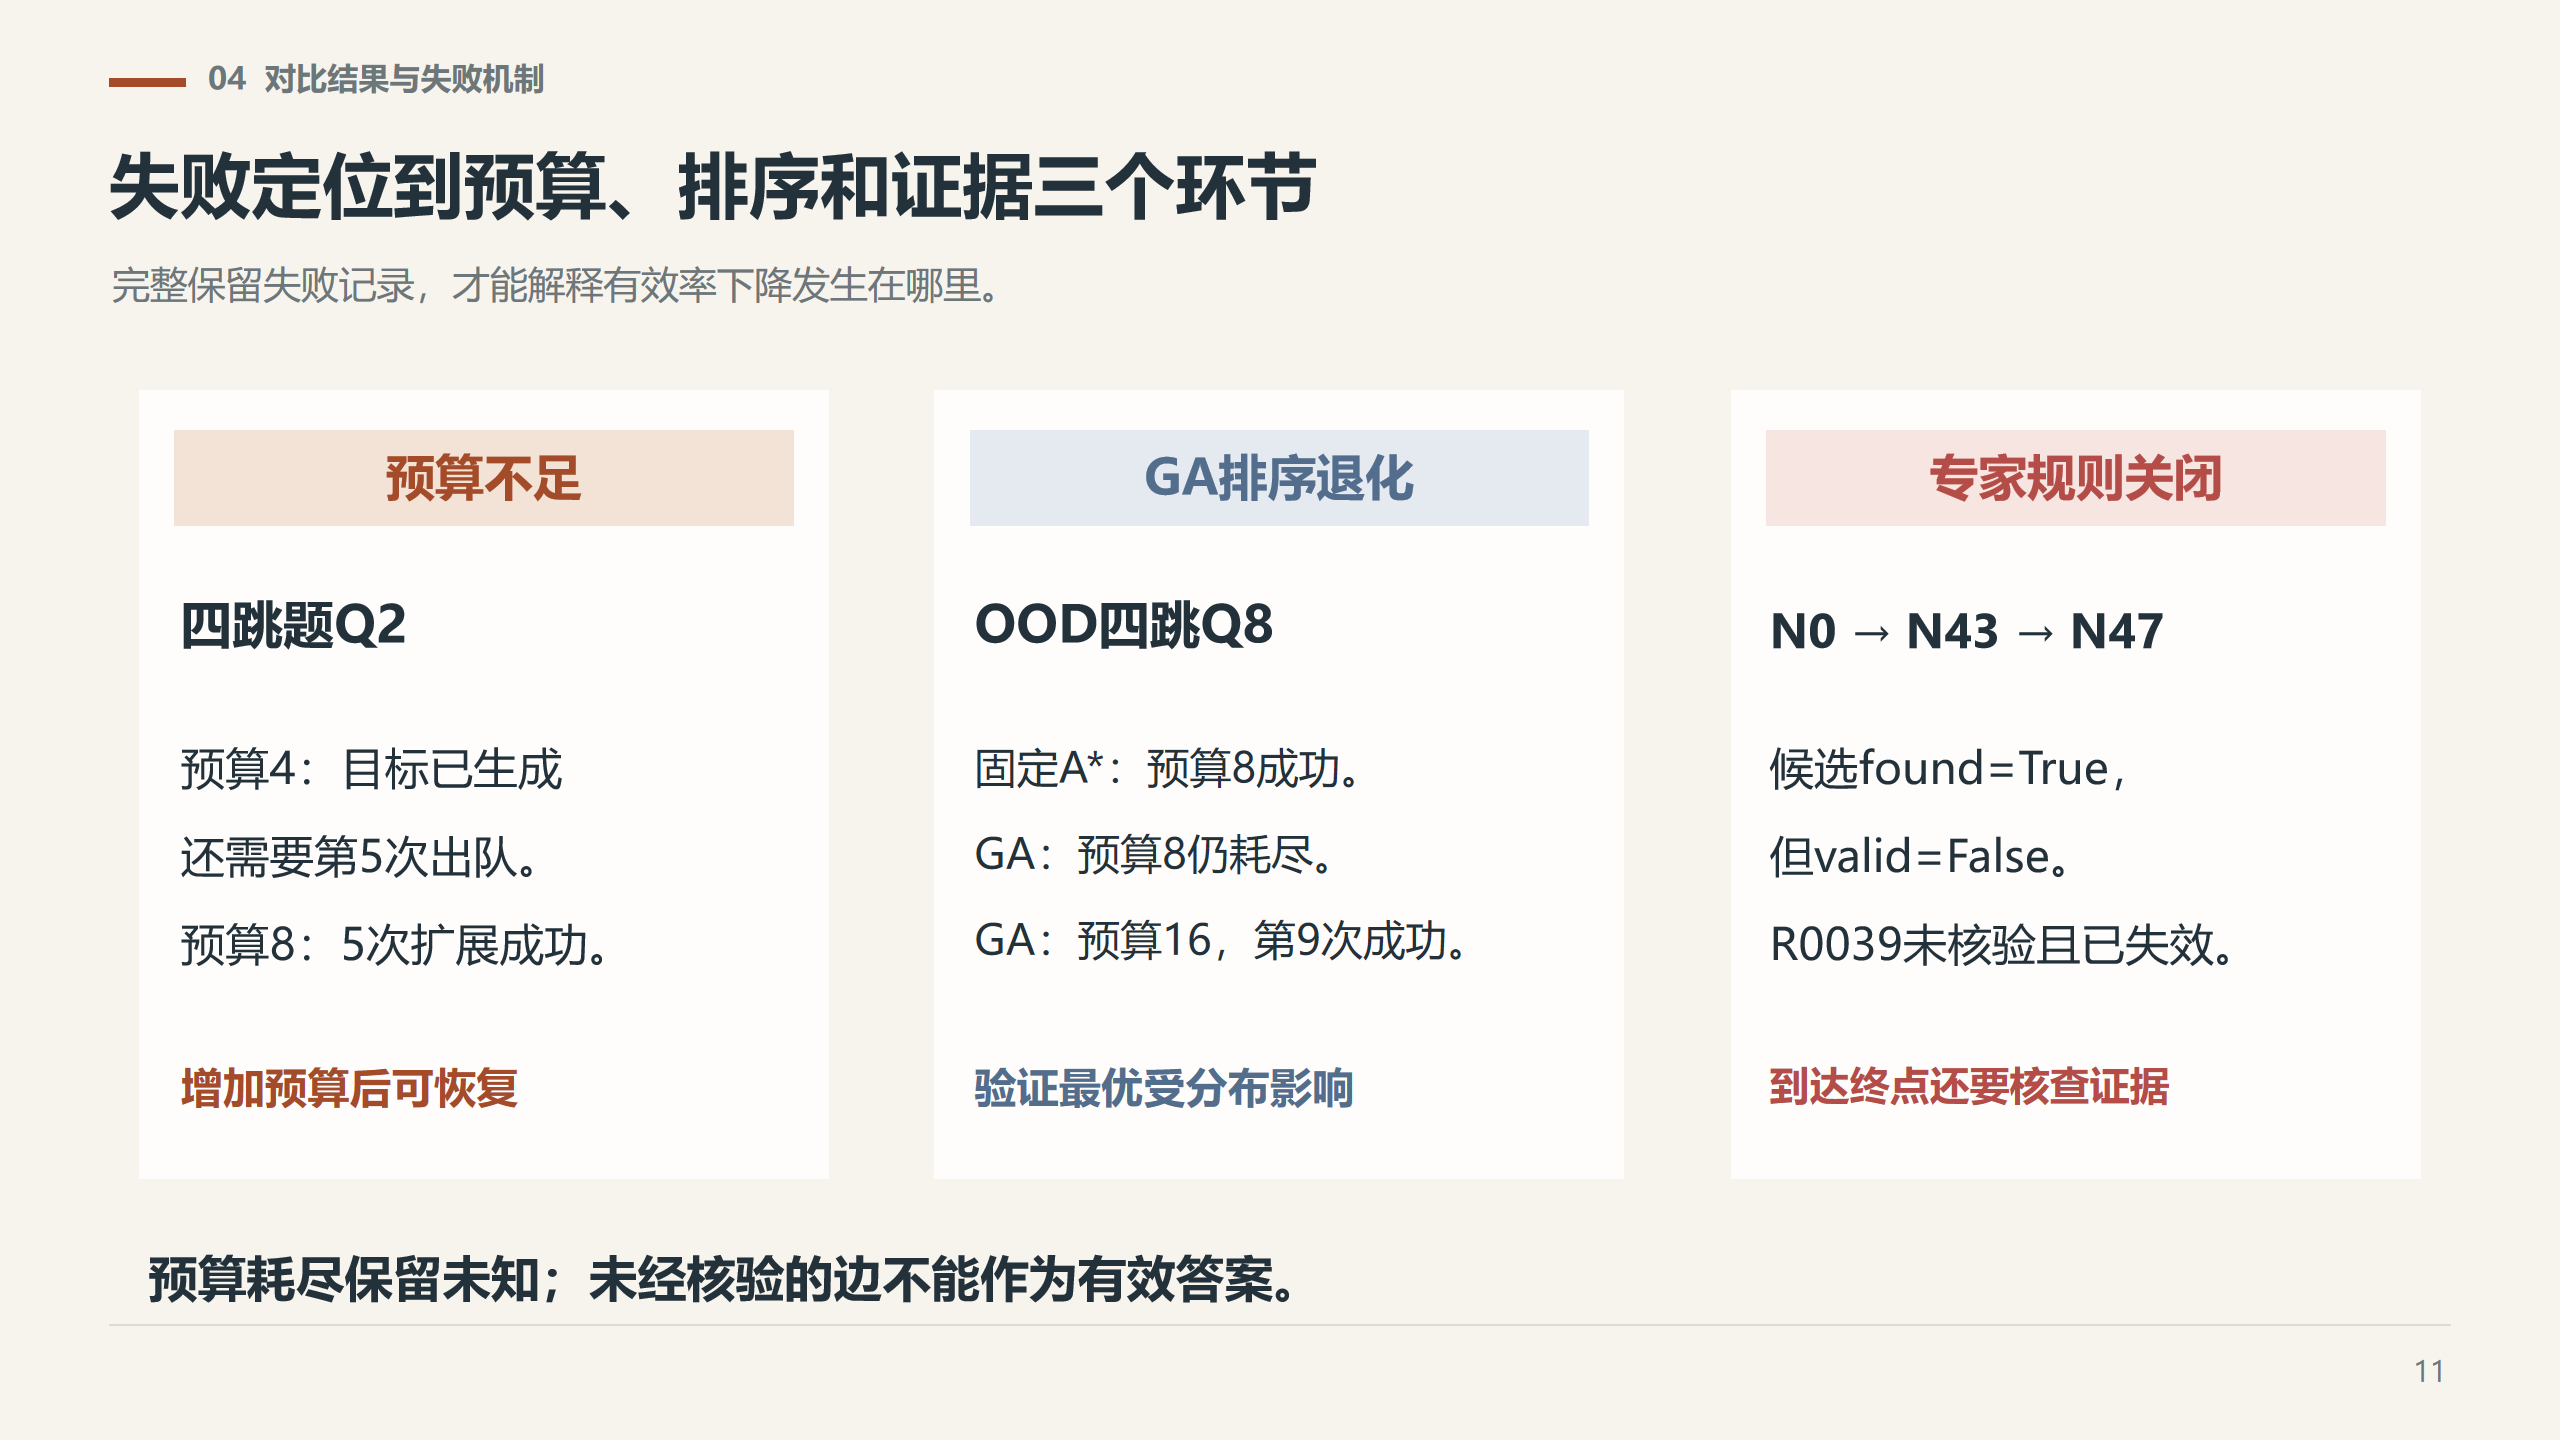 04 对比结果与失败机制
失败定位到预算、排序和证据三个环节
完整保留失败记录，才能解释有效率下降发生在哪里。
预算不足
四跳题Q2
预算4：目标已生成
还需要第5次出队。
预算8：5次扩展成功。
增加预算后可恢复
GA排序退化
OOD四跳Q8
固定A*：预算8成功。
GA：预算8仍耗尽。
GA：预算16，第9次成功。
验证最优受分布影响
专家规则关闭
N0 → N43 → N47
候选found=True，
但valid=False。
R0039未核验且已失效。
到达终点还要核查证据
预算耗尽保留未知；未经核验的边不能作为有效答案。
11